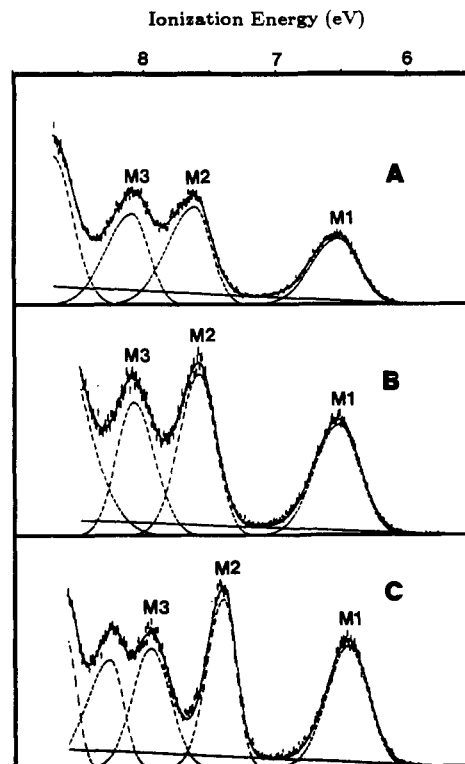 Ionization Energy (eV)
8 7 6
M3 M2 A
M1
M2
M3 B
M1
M2 C
M3 M1